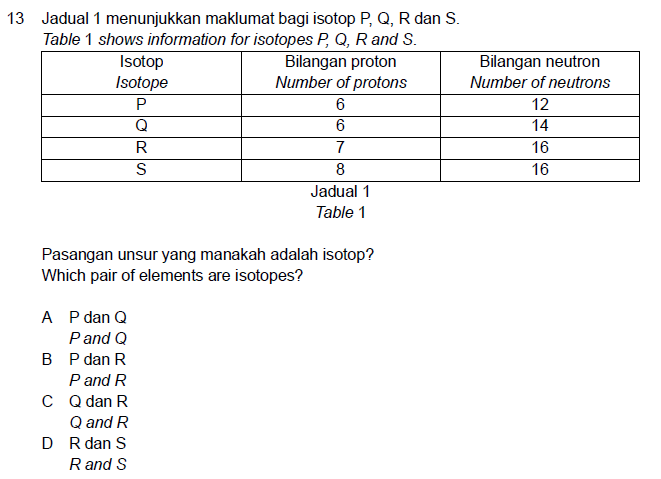 13 Jadual 1 menunjukkan maklumat bagi isotop P, Q, R dan S.
Table 1 shows information for isotopes P, Q, R and S.
Isotop Bilangan proton Bilangan neutron
Isotope Number of protons Number of neutrons
P 6 12
Q 6 14
R 7 16
S 8 16
Jadual 1
Table 1
Pasangan unsur yang manakah adalah isotop?
Which pair of elements are isotopes?
A P dan Q
P and Q
B P dan R
P and R
C Q dan R
Q and R
D R dan S
R and S